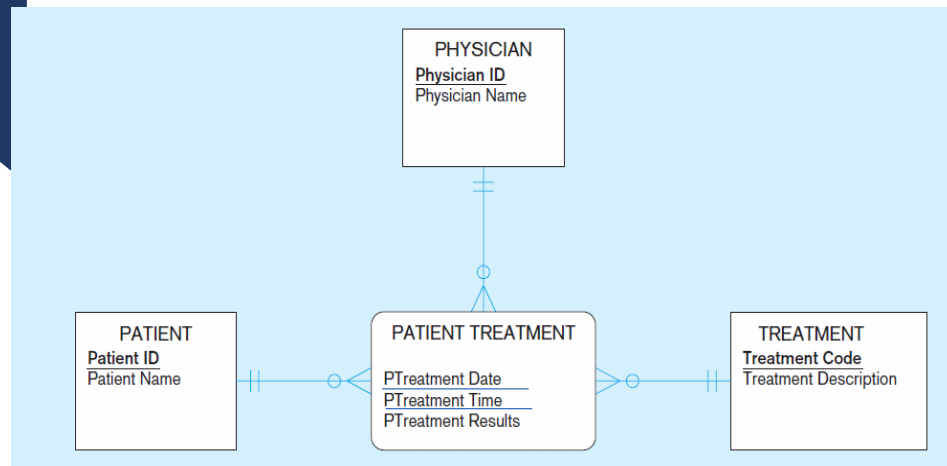 PHYSICIAN
Physician ID
Physician Name
PATIENT
Patient ID
Patient Name
PATIENT TREATMENT
PTreatment Date
PTreatment Time
PTreatment Results
TREATMENT
Treatment Code
Treatment Description